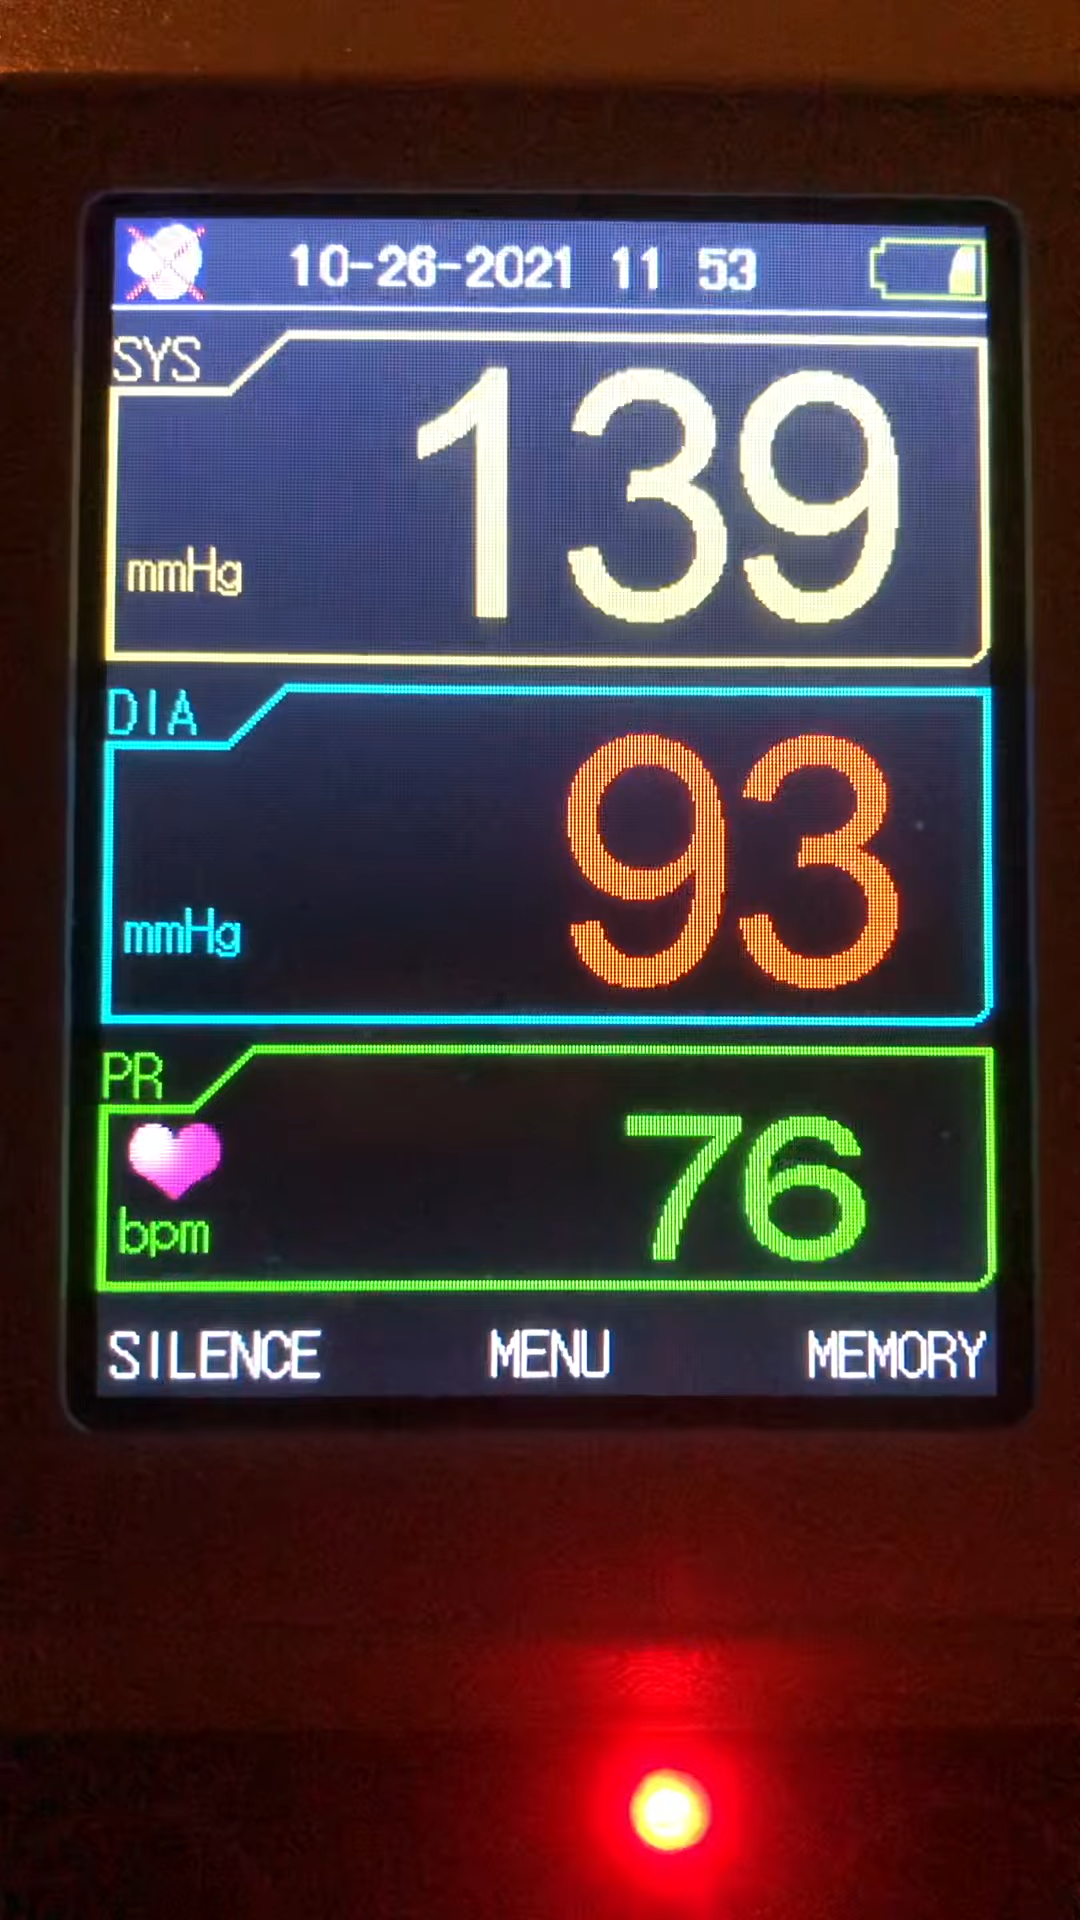 10-26-2021 11 53
SYS
139
mmHg
DIA
93
mmHg
PR
76
bpm
SILENCE MENU MEMORY